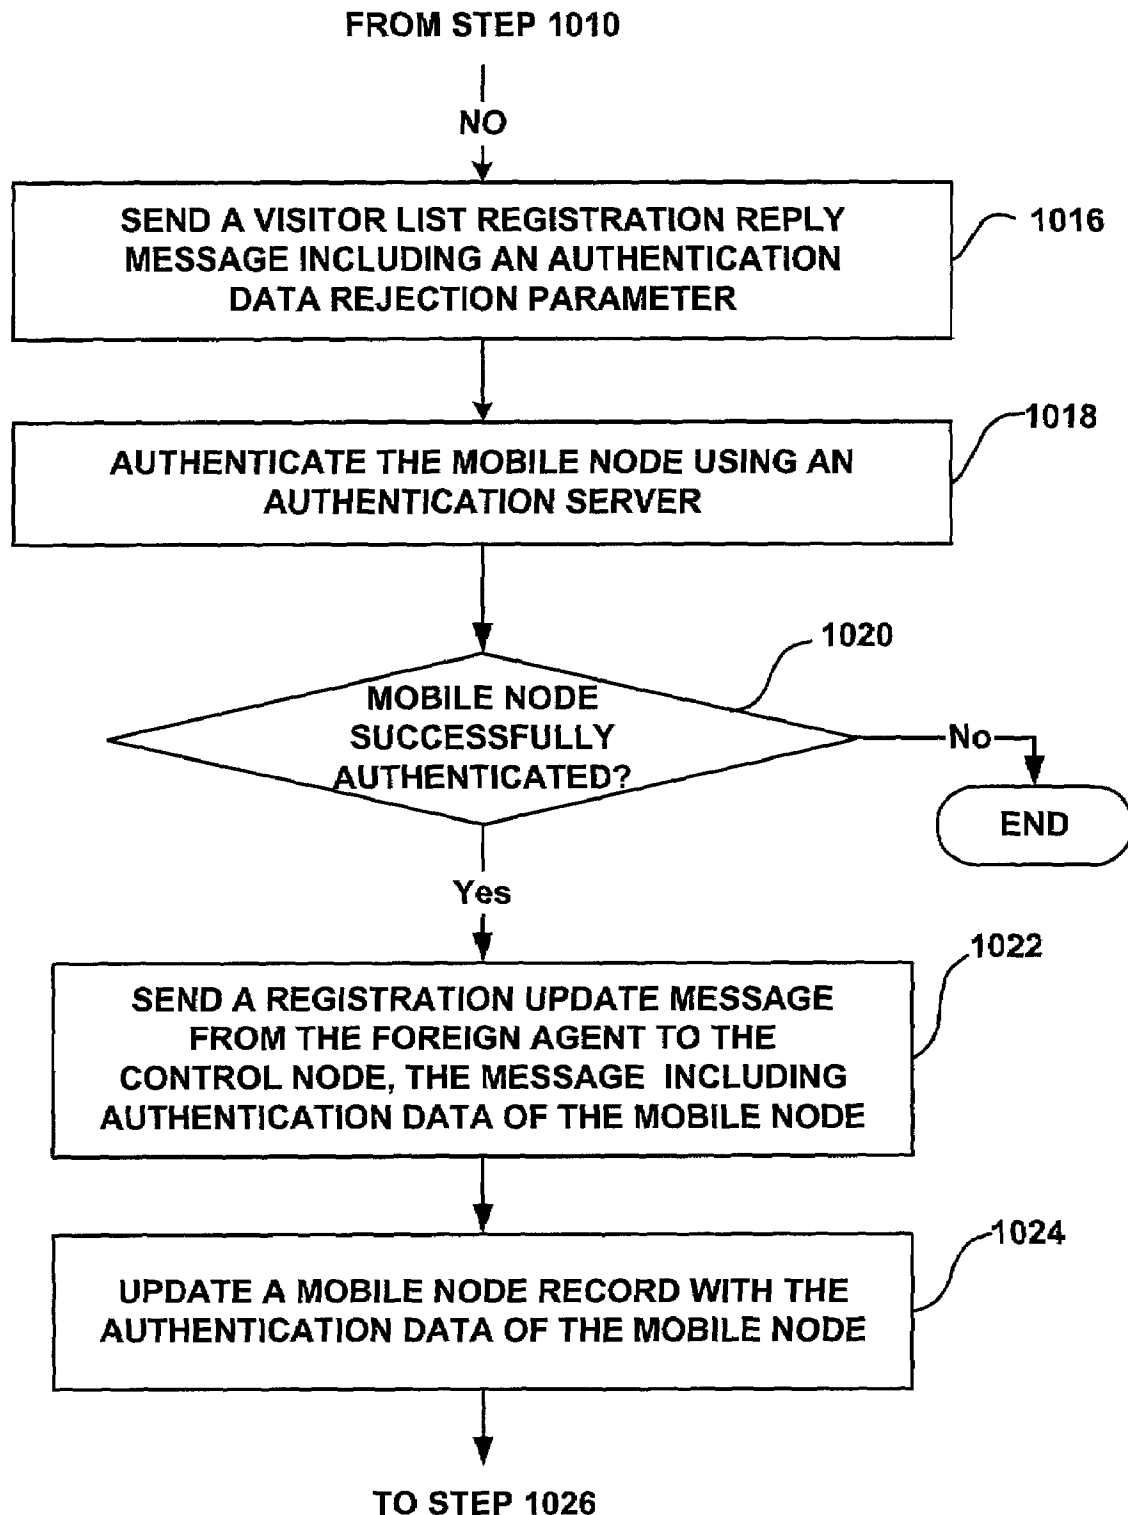 FROM STEP 1010
NO
SEND A VISITOR LIST REGISTRATION REPLY
MESSAGE INCLUDING AN AUTHENTICATION
DATA REJECTION PARAMETER
1016
AUTHENTICATE THE MOBILE NODE USING AN
AUTHENTICATION SERVER
1018
MOBILE NODE
SUCCESSFULLY
AUTHENTICATED?
1020
No
END
Yes
SEND A REGISTRATION UPDATE MESSAGE
FROM THE FOREIGN AGENT TO THE
CONTROL NODE, THE MESSAGE INCLUDING
AUTHENTICATION DATA OF THE MOBILE NODE
1022
UPDATE A MOBILE NODE RECORD WITH THE
AUTHENTICATION DATA OF THE MOBILE NODE
1024
TO STEP 1026